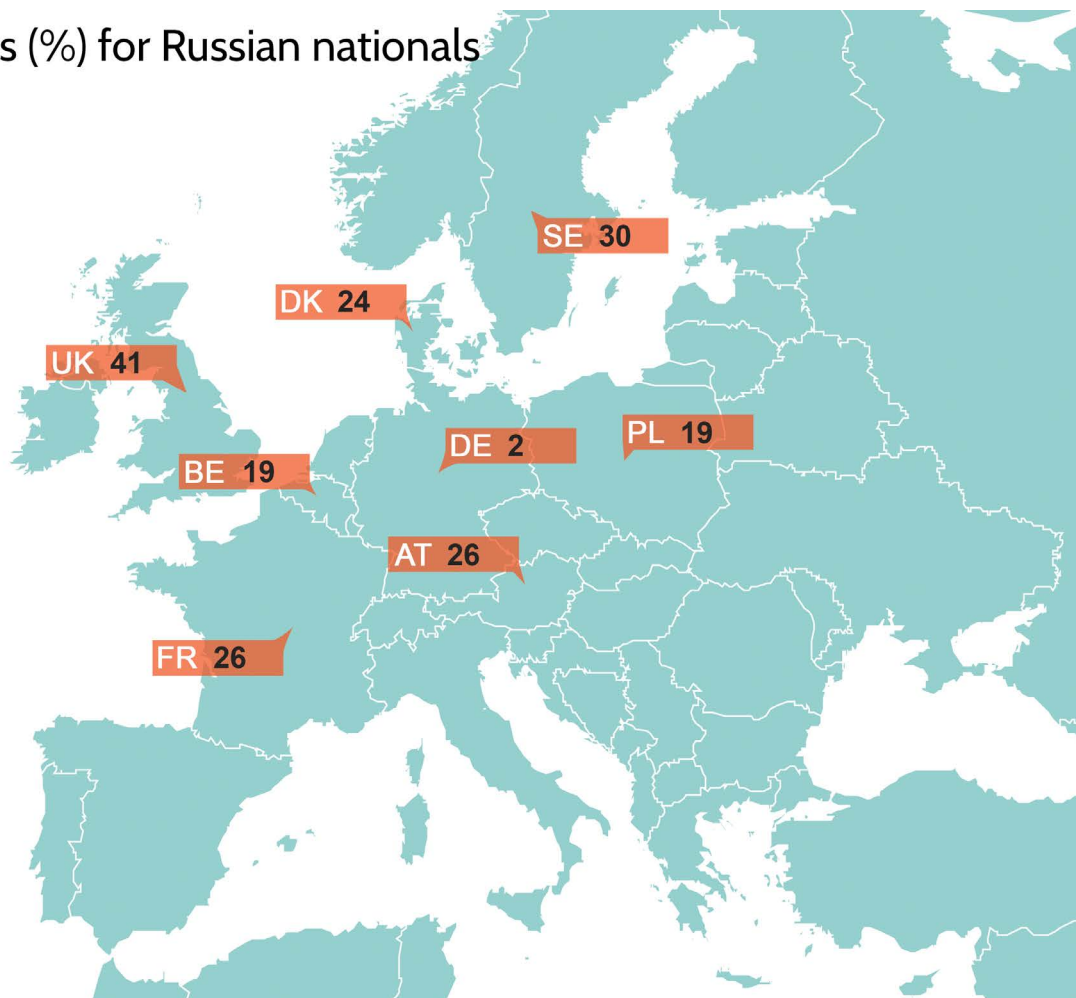 s (%) for Russian nationals
SE 30
DK 24
UK 41
DE 2
PL 19
BE 19
AT 26
FR 26